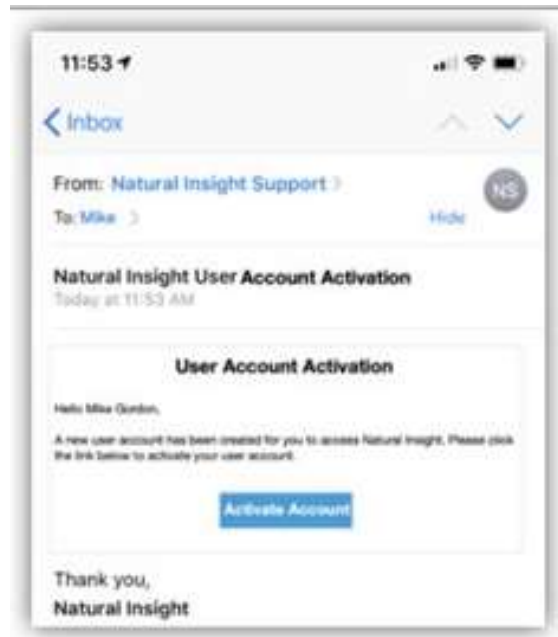 11:53
Inbox
From: Natural Insight Support
NS
To: Mike
Hide
Natural Insight User Account Activation
Today at 11:53 AM
User Account Activation
Hello Mike Gordon,
A new user account has been created for you to access Natural Insight. Please click
the link below to activate your user account.
Activate Account
Thank you,
Natural Insight